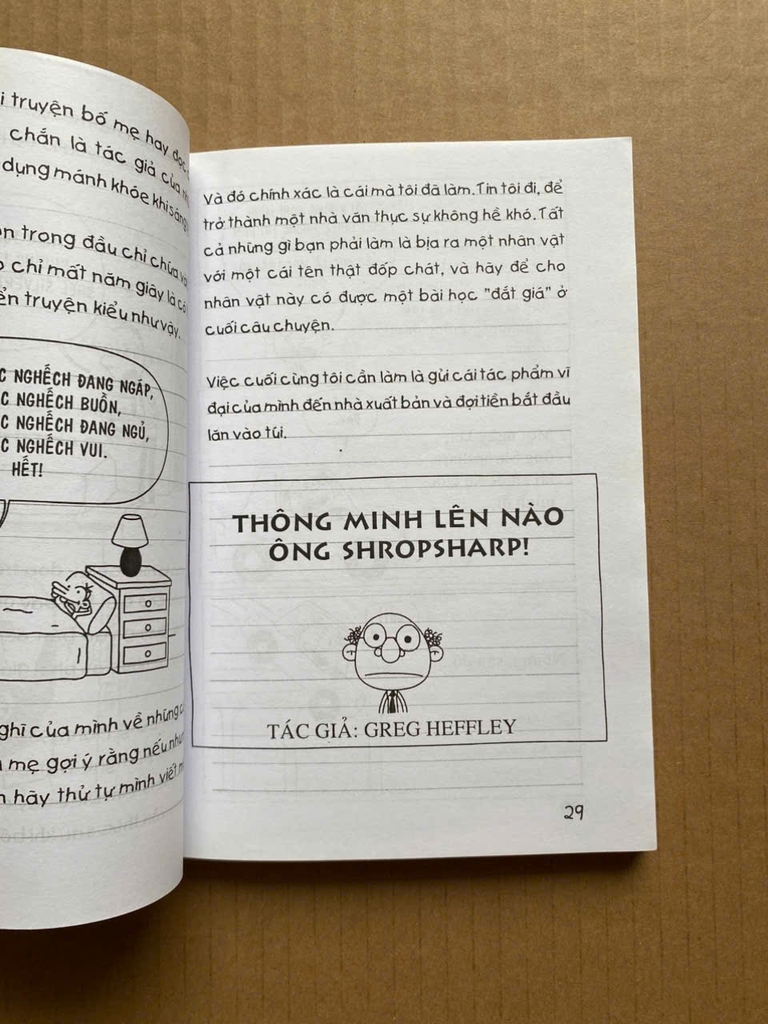 i truyện bố mẹ hay đọc
chắn là tác giả của
dụng mánh khóe khi sáng
trong đầu chỉ chứa
chỉ mất năm giây là có
truyện kiểu như vậy.
NGHẾCH ĐANG NGÁP,
C NGHẾCH BUỒN,
C NGHẾCH ĐANG NGỦ,
C NGHẾCH VUI.
HẾT!
ghĩ của mình về những
mẹ gợi ý rằng nếu như
hãy thử tự mình viết
Và đó chính xác là cái mà tôi đã làm. Tin tôi đi, để
trở thành một nhà văn thực sự không hề khó. Tất
cả những gì bạn phải làm là bịa ra một nhân vật
với một cái tên thật đốp chát, và hãy để cho
nhân vật này có được một bài học "đắt giá" ở
cuối câu chuyện.
Việc cuối cùng tôi cần làm là gửi cái tác phẩm vĩ
đại của mình đến nhà xuất bản và đợi tiền bắt đầu
lăn vào túi.
THÔNG MINH LÊN NÀO
ÔNG SHROPSHARP!
TÁC GIẢ: GREG HEFFLEY
29